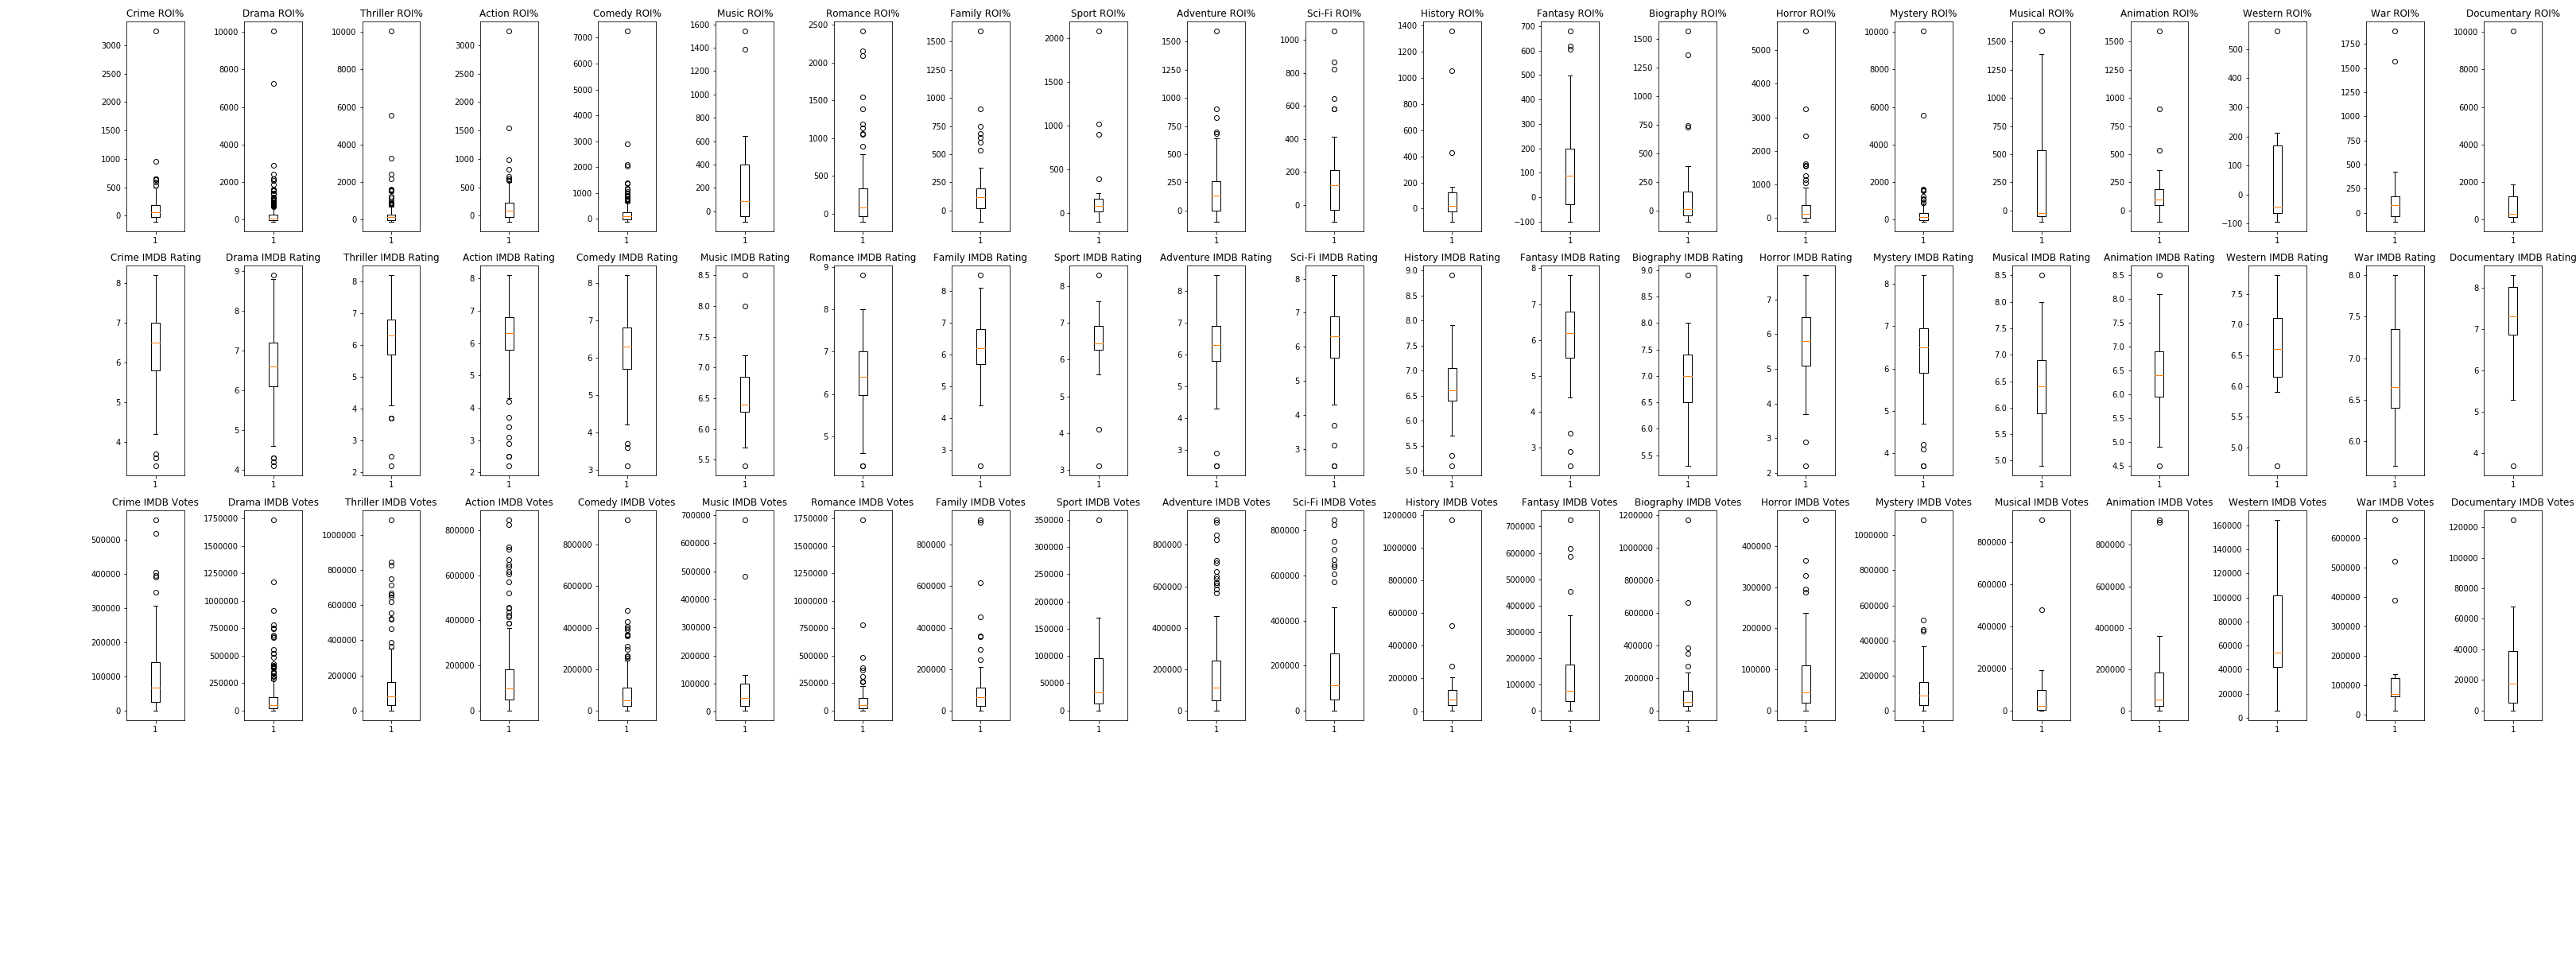 Crime ROI% Drama ROI% Thriller ROI% Action ROI% Comedy ROI% Music ROI% Romance ROI% Family ROI% Sport ROI% Adventure ROI% Sci-Fi ROI% History ROI% Fantasy ROI% Biography ROI% Horror ROI% Mystery ROI% Musical ROI% Animation ROI% Western ROI% War ROI% Documentary ROI%
3000 2500 2000 1500 1000 500 0
10000 8000 6000 4000 2000 0
10000 8000 6000 4000 2000 0
3000 2500 2000 1500 1000 500 0
7000 6000 5000 4000 3000 2000 1000 0
1600 1400 1200 1000 800 600 400 200 0
2500 2000 1500 1000 500 0
1500 1250 1000 750 500 250 0
2000 1500 1000 500 0
1500 1250 1000 750 500 250 0
1000 800 600 400 200 0
1400 1200 1000 800 600 400 200 0
700 600 500 400 300 200 100 0 −100
1500 1250 1000 750 500 250 0
5000 4000 3000 2000 1000 0
10000 8000 6000 4000 2000 0
1500 1250 1000 750 500 250 0
1500 1250 1000 750 500 250 0
500 400 300 200 100 0 −100
1750 1500 1250 1000 750 500 250 0
10000 8000 6000 4000 2000 0
1 1 1 1 1 1 1 1 1 1 1 1 1 1 1 1 1 1 1 1 1
Crime IMDB Rating Drama IMDB Rating Thriller IMDB Rating Action IMDB Rating Comedy IMDB Rating Music IMDB Rating Romance IMDB Rating Family IMDB Rating Sport IMDB Rating Adventure IMDB Rating Sci-Fi IMDB Rating History IMDB Rating Fantasy IMDB Rating Biography IMDB Rating Horror IMDB Rating Mystery IMDB Rating Musical IMDB Rating Animation IMDB Rating Western IMDB Rating War IMDB Rating Documentary IMDB Rating
8 7 6 5 4
9 8 7 6 5 4
8 7 6 5 4 3 2
8 7 6 5 4 3 2
8 7 6 5 4 3
8.5 8.0 7.5 7.0 6.5 6.0 5.5
9 8 7 6 5
8 7 6 5 4 3
8 7 6 5 4 3
8 7 6 5 4 3
8 7 6 5 4 3
9.0 8.5 8.0 7.5 7.0 6.5 6.0 5.5 5.0
8 7 6 5 4 3
9.0 8.5 8.0 7.5 7.0 6.5 6.0 5.5
7 6 5 4 3 2
8 7 6 5 4
8.5 8.0 7.5 7.0 6.5 6.0 5.5 5.0
8.5 8.0 7.5 7.0 6.5 6.0 5.5 5.0 4.5
7.5 7.0 6.5 6.0 5.5 5.0
8.0 7.5 7.0 6.5 6.0
8 7 6 5 4
1 1 1 1 1 1 1 1 1 1 1 1 1 1 1 1 1 1 1 1 1
Crime IMDB Votes Drama IMDB Votes Thriller IMDB Votes Action IMDB Votes Comedy IMDB Votes Music IMDB Votes Romance IMDB Votes Family IMDB Votes Sport IMDB Votes Adventure IMDB Votes Sci-Fi IMDB Votes History IMDB Votes Fantasy IMDB Votes Biography IMDB Votes Horror IMDB Votes Mystery IMDB Votes Musical IMDB Votes Animation IMDB Votes Western IMDB Votes War IMDB Votes Documentary IMDB Votes
500000 400000 300000 200000 100000 0
1750000 1500000 1250000 1000000 750000 500000 250000 0
1000000 800000 600000 400000 200000 0
800000 600000 400000 200000 0
800000 600000 400000 200000 0
700000 600000 500000 400000 300000 200000 100000 0
1750000 1500000 1250000 1000000 750000 500000 250000 0
800000 600000 400000 200000 0
350000 300000 250000 200000 150000 100000 50000 0
800000 600000 400000 200000 0
800000 600000 400000 200000 0
1200000 1000000 800000 600000 400000 200000 0
700000 600000 500000 400000 300000 200000 100000 0
1200000 1000000 800000 600000 400000 200000 0
400000 300000 200000 100000 0
1000000 800000 600000 400000 200000 0
800000 600000 400000 200000 0
800000 600000 400000 200000 0
160000 140000 120000 100000 80000 60000 40000 20000 0
600000 500000 400000 300000 200000 100000 0
120000 100000 80000 60000 40000 20000 0
1 1 1 1 1 1 1 1 1 1 1 1 1 1 1 1 1 1 1 1 1